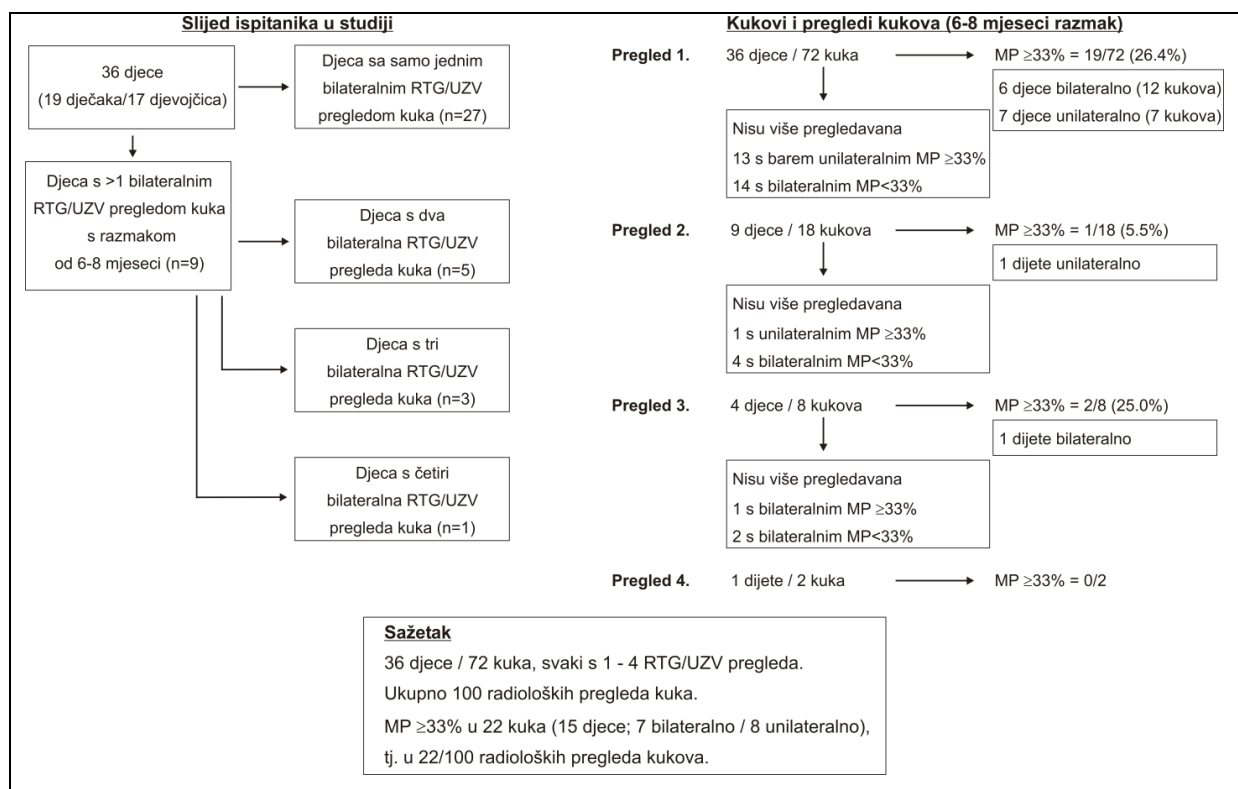 Slijed ispitanika u studiji
36 djece
(19 dječaka/17 djevojčica)
Djeca sa samo jednim
bilateralnim RTG/UZV
pregledom kuka (n=27)
Djeca s >1 bilateralnim
RTG/UZV pregledom kuka
s razmakom
od 6-8 mjeseci (n=9)
Djeca s dva
bilateralna RTG/UZV
pregleda kuka (n=5)
Djeca s tri
bilateralna RTG/UZV
pregleda kuka (n=3)
Djeca s četiri
bilateralna RTG/UZV
pregleda kuka (n=1)
Kukovi i pregledi kukova (6-8 mjeseci razmak)
Pregled 1. 36 djece / 72 kuka MP ≥33% = 19/72 (26.4%)
6 djece bilateralno (12 kukova)
7 djece unilateralno (7 kukova)
Nisu više pregledavana
13 s barem unilateralnim MP ≥33%
14 s bilateralnim MP<33%
Pregled 2. 9 djece / 18 kukova MP ≥33% = 1/18 (5.5%)
1 dijete unilateralno
Nisu više pregledavana
1 s unilateralnim MP ≥33%
4 s bilateralnim MP<33%
Pregled 3. 4 djece / 8 kukova MP ≥33% = 2/8 (25.0%)
1 dijete bilateralno
Nisu više pregledavana
1 s bilateralnim MP ≥33%
2 s bilateralnim MP<33%
Pregled 4. 1 dijete / 2 kuka MP ≥33% = 0/2
Sažetak
36 djece / 72 kuka, svaki s 1 - 4 RTG/UZV pregleda.
Ukupno 100 radioloških pregleda kuka.
MP ≥33% u 22 kuka (15 djece; 7 bilateralno / 8 unilateralno),
tj. u 22/100 radioloških pregleda kukova.